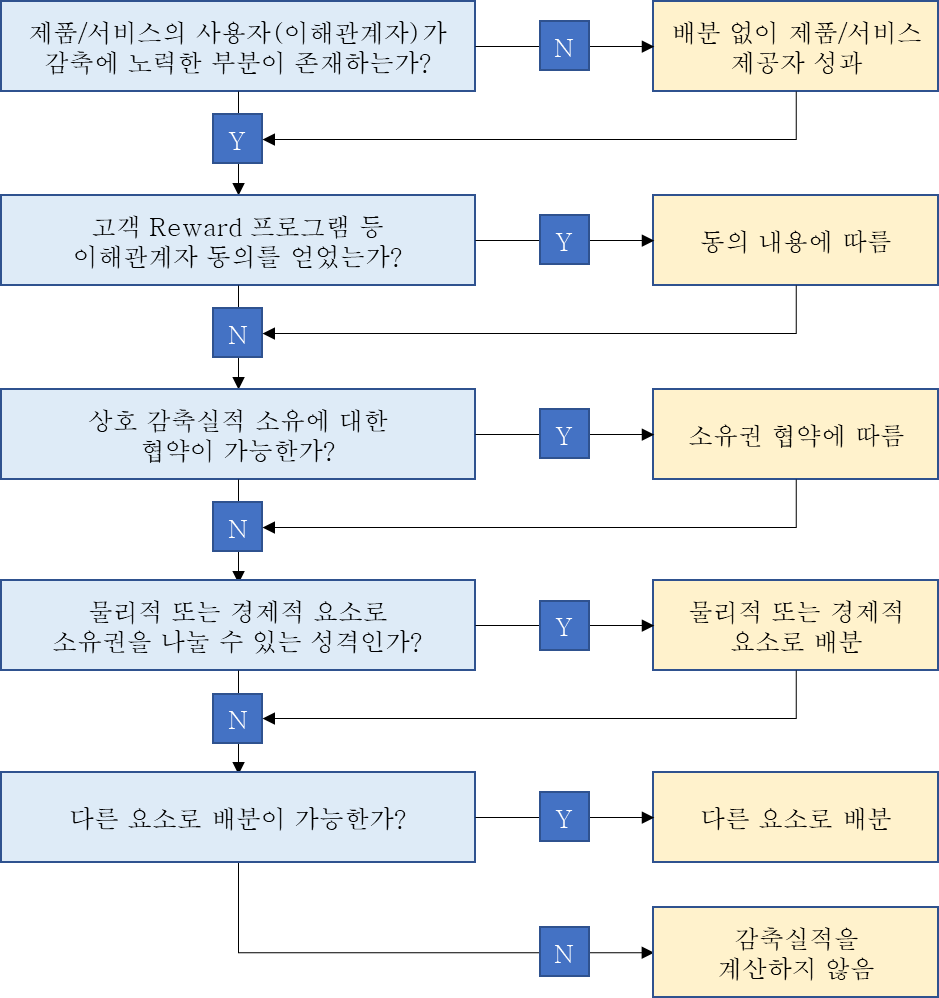 제품/서비스의 사용자(이해관계자)가
감축에 노력한 부분이 존재하는가?
N
배분 없이 제품/서비스
제공자 성과
Y
고객 Reward 프로그램 등
이해관계자 동의를 얻었는가?
Y
동의 내용에 따름
N
상호 감축실적 소유에 대한
협약이 가능한가?
Y
소유권 협약에 따름
N
물리적 또는 경제적 요소로
소유권을 나눌 수 있는 성격인가?
Y
물리적 또는 경제적
요소로 배분
N
다른 요소로 배분이 가능한가?
Y
다른 요소로 배분
N
감축실적을
계산하지 않음